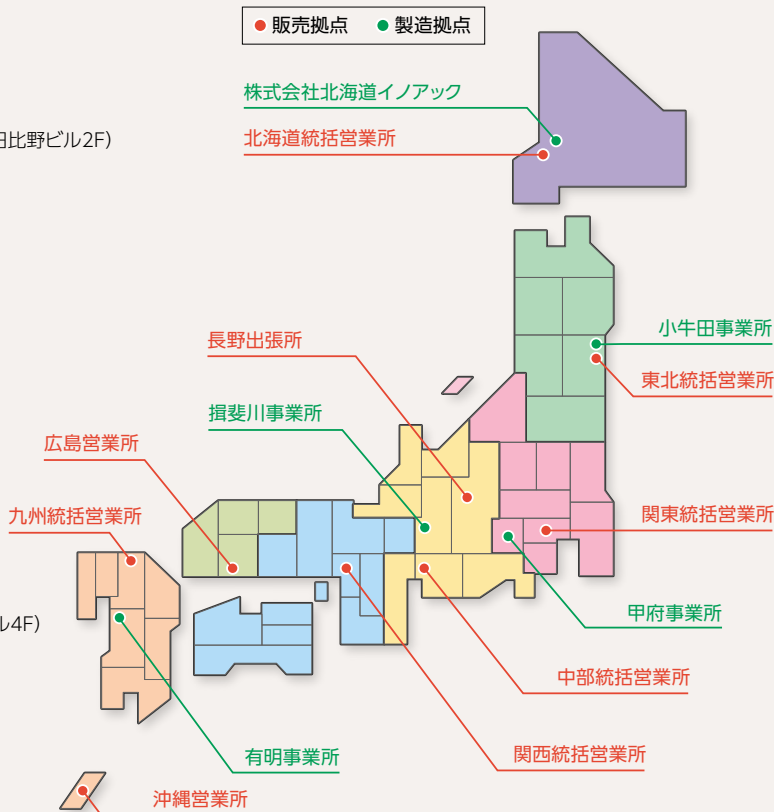 販売拠点 製造拠点
株式会社北海道イノアック
日比野ビル2F)
北海道統括営業所
小牛田事業所
長野出張所
東北統括営業所
揖斐川事業所
広島営業所
九州統括営業所
関東統括営業所
甲府事業所
ル4F)
中部統括営業所
関西統括営業所
有明事業所
沖縄営業所